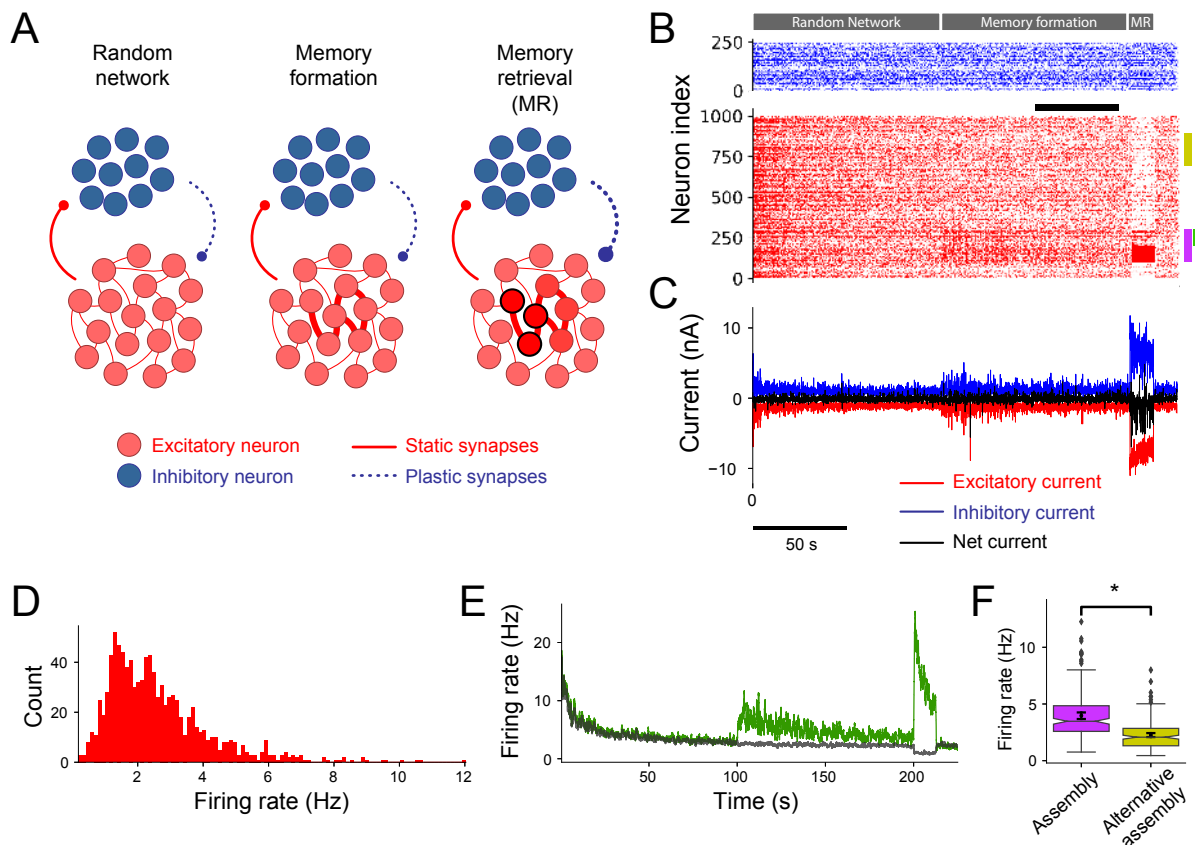 A
Random
network
Memory
formation
Memory
retrieval
(MR)
Excitatory neuron
Static synapses
Inhibitory neuron
Plastic synapses
B
Random Network
Memory formation
MR
250
0
1000
750
500
250
0
Neuron index
C
10
0
−10
Current (nA)
0
50 s
Excitatory current
Inhibitory current
Net current
D
40
20
0
Count
2
4
6
8
10
12
Firing rate (Hz)
E
20
10
0
Firing rate (Hz)
50
100
150
200
Time (s)
F
*
10
5
0
Firing rate (Hz)
Assembly
Alternative
assembly